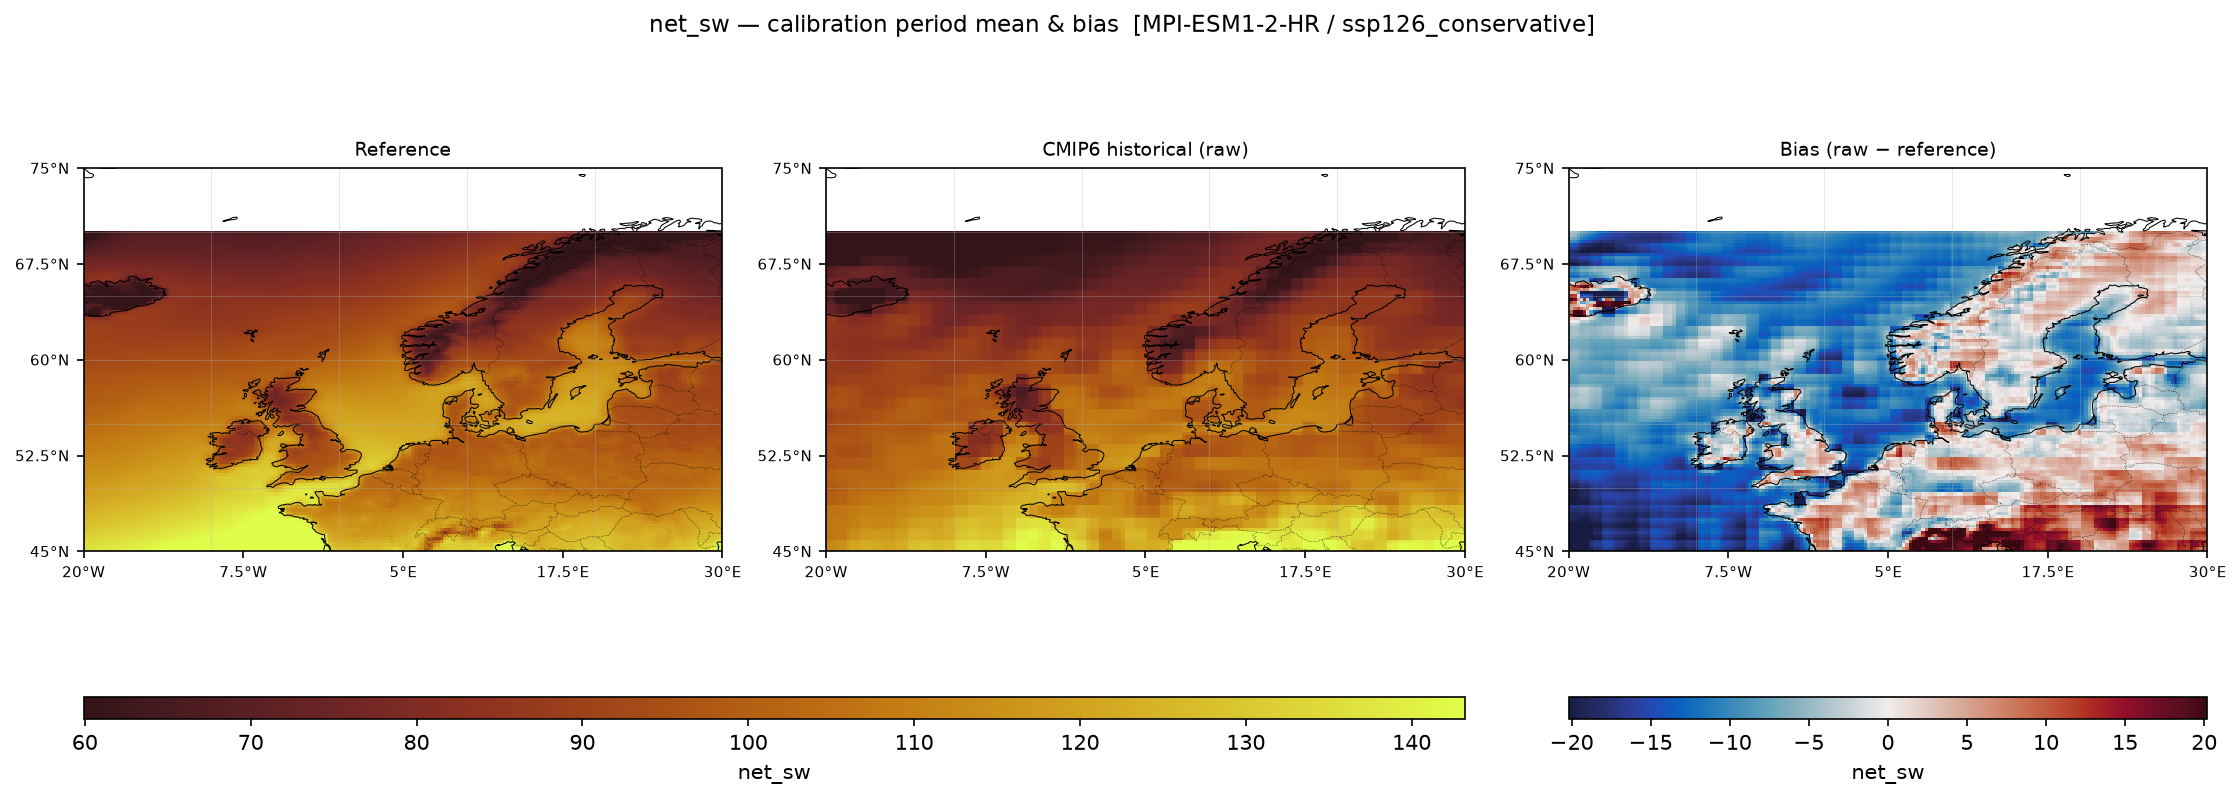 net_sw — calibration period mean & bias  [MPI-ESM1-2-HR / ssp126_conservative]
Reference
CMIP6 historical (raw)
Bias (raw − reference)
75°N
67.5°N
60°N
52.5°N
45°N
20°W
7.5°W
5°E
17.5°E
30°E
75°N
67.5°N
60°N
52.5°N
45°N
20°W
7.5°W
5°E
17.5°E
30°E
75°N
67.5°N
60°N
52.5°N
45°N
20°W
7.5°W
5°E
17.5°E
30°E
60 70 80 90 100 110 120 130 140
net_sw
−20 −15 −10 −5 0 5 10 15 20
net_sw